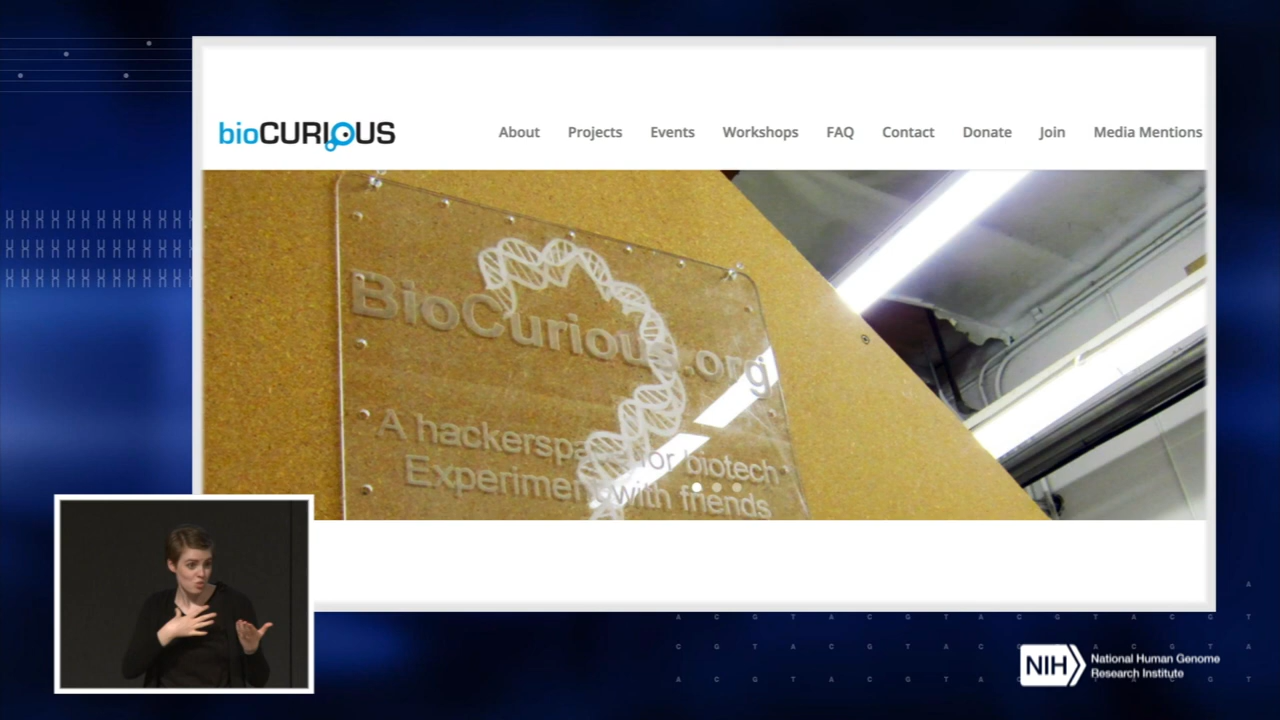 bioCURIOUS
About Projects Events Workshops FAQ Contact Donate Join Media Mentions
BioCurious.org
A hackerspace for biotech
Experiment with friends
A C G T A C G T A C G T A C G T
C G T A C G T A C G T A C G T
A C G T A C G T A C G T A C G T
NIH National Human Genome
Research Institute